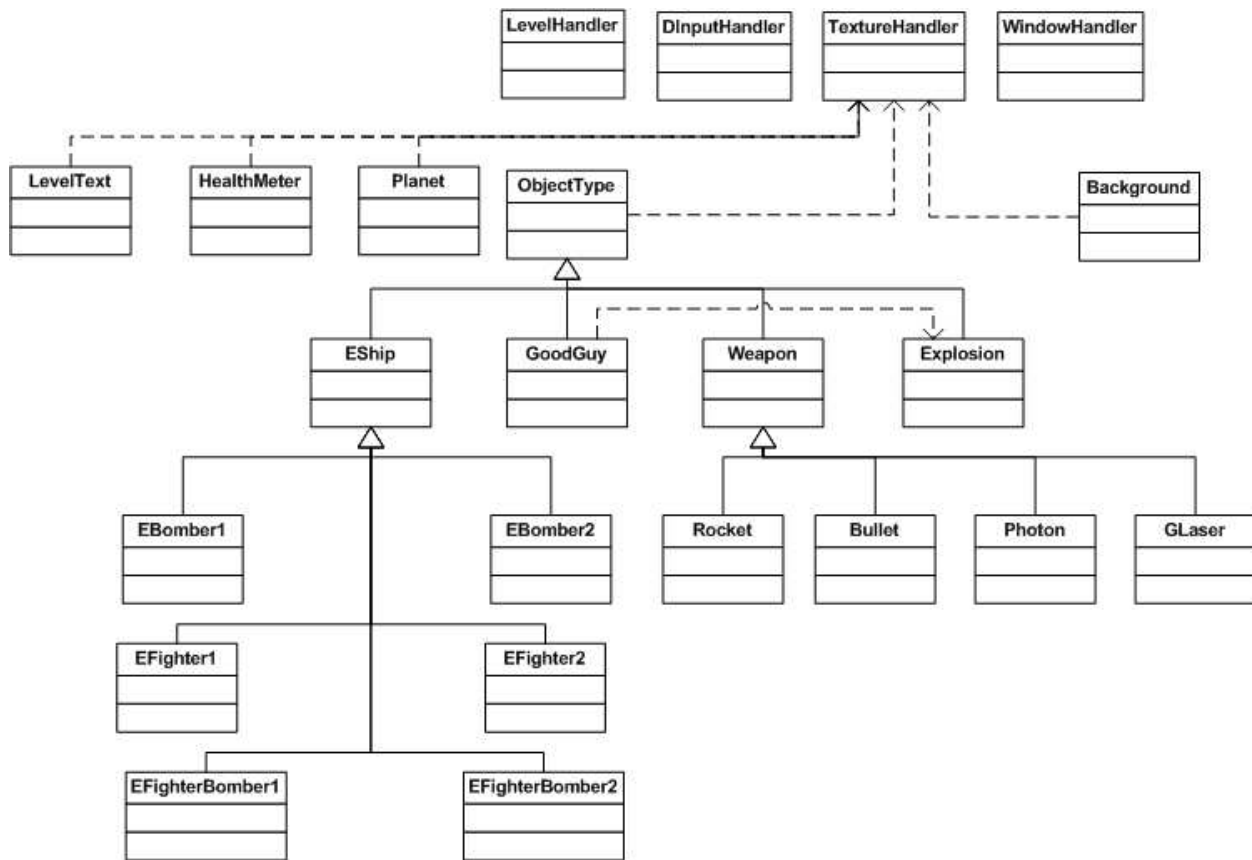 LevelHandler
DInputHandler
TextureHandler
WindowHandler
LevelText
HealthMeter
Planet
ObjectType
Background
EShip
GoodGuy
Weapon
Explosion
EBomber1
EBomber2
Rocket
Bullet
Photon
GLaser
EFighter1
EFighter2
EFighterBomber1
EFighterBomber2